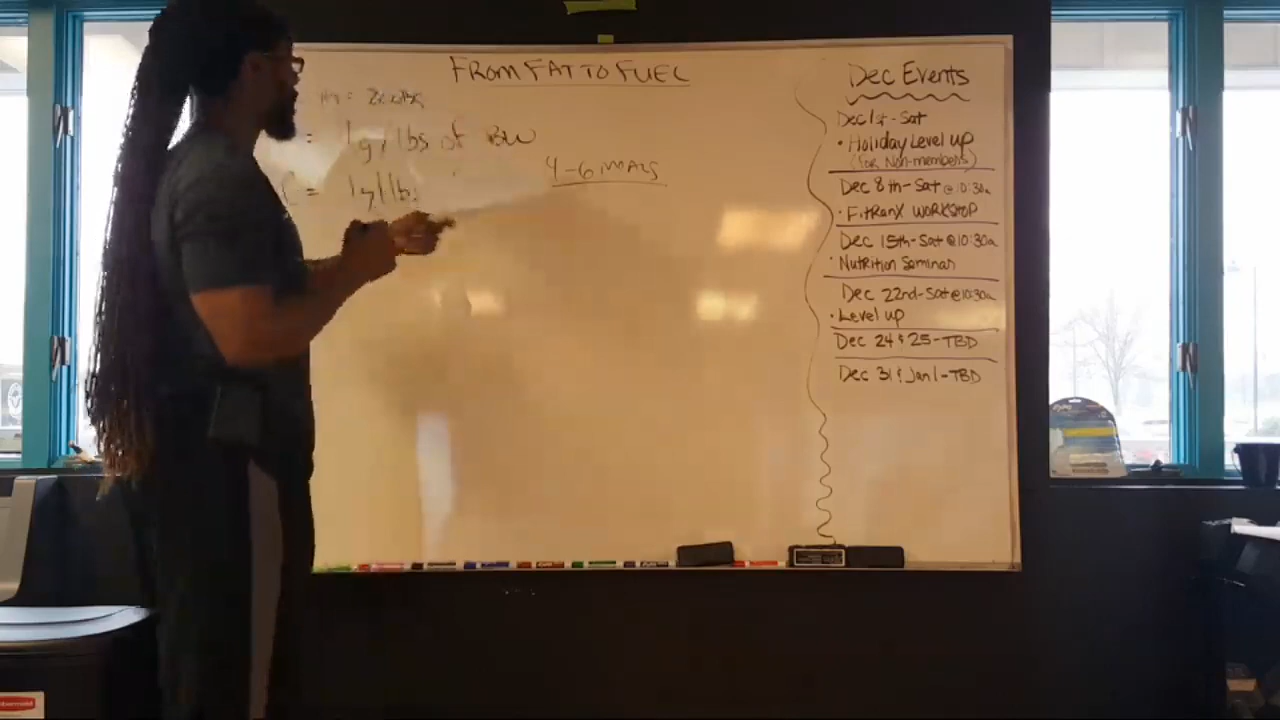 FROM FAT TO FUEL
= 1g/lbs of BW
C = 1g/lbs
4-6 MEALS
Dec Events
Dec 1st-Sat
• Holiday Level up
(for Non-members)
Dec 8th-Sat @10:30a
• FitRanX WORKSHOP
Dec 15th-Sat @10:30a
• Nutrition Seminar
Dec 22nd-Sat@10:30a
• Level up
Dec 24 & 25-TBD
Dec 31 & Jan 1-TBD